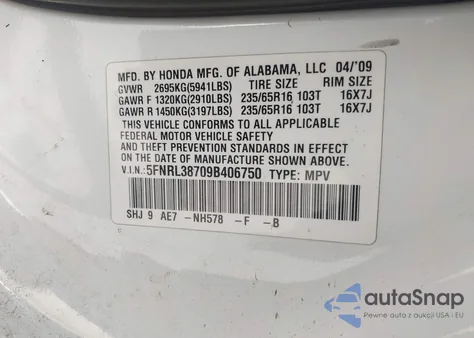 MFD. BY HONDA MFG. OF ALABAMA, LLC 04/'09
GVWR 2695KG(5941LBS) TIRE SIZE RIM SIZE
GAWR F 1320KG(2910LBS) 235/65R16 103T 16X7J
GAWR R 1450KG(3197LBS) 235/65R16 103T 16X7J
THIS VEHICLE CONFORMS TO ALL APPLICABLE
FEDERAL MOTOR VEHICLE SAFETY
AND THEFT PREVENTION STANDARDS IN EFFECT
ON THE DATE OF MANUFACTURE SHOWN ABOVE.
V.I.N.: 5FNRL38709B406750 TYPE: MPV
SHJ 9 AE7 -NH578 -F -B
autoSnap
Pewne auta z aukcji USA i EU